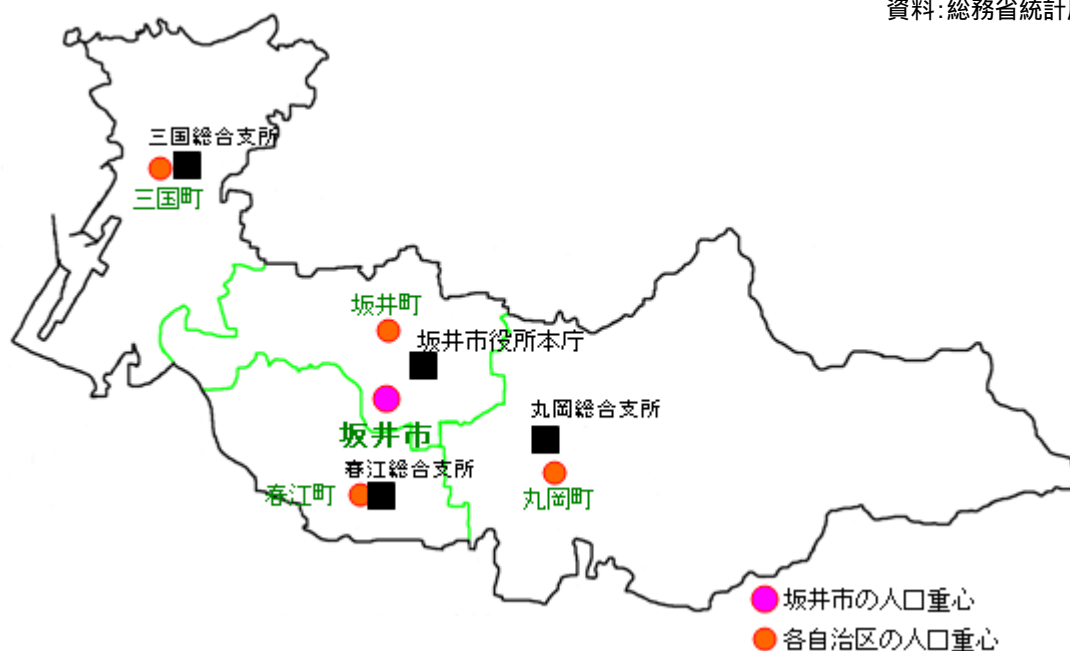 資料：総務省統計
三国総合支所
三国町
坂井町
坂井市役所本庁
丸岡総合支所
坂井市
春江総合支所
春江町
丸岡町
坂井市の人口重心
各自治区の人口重心